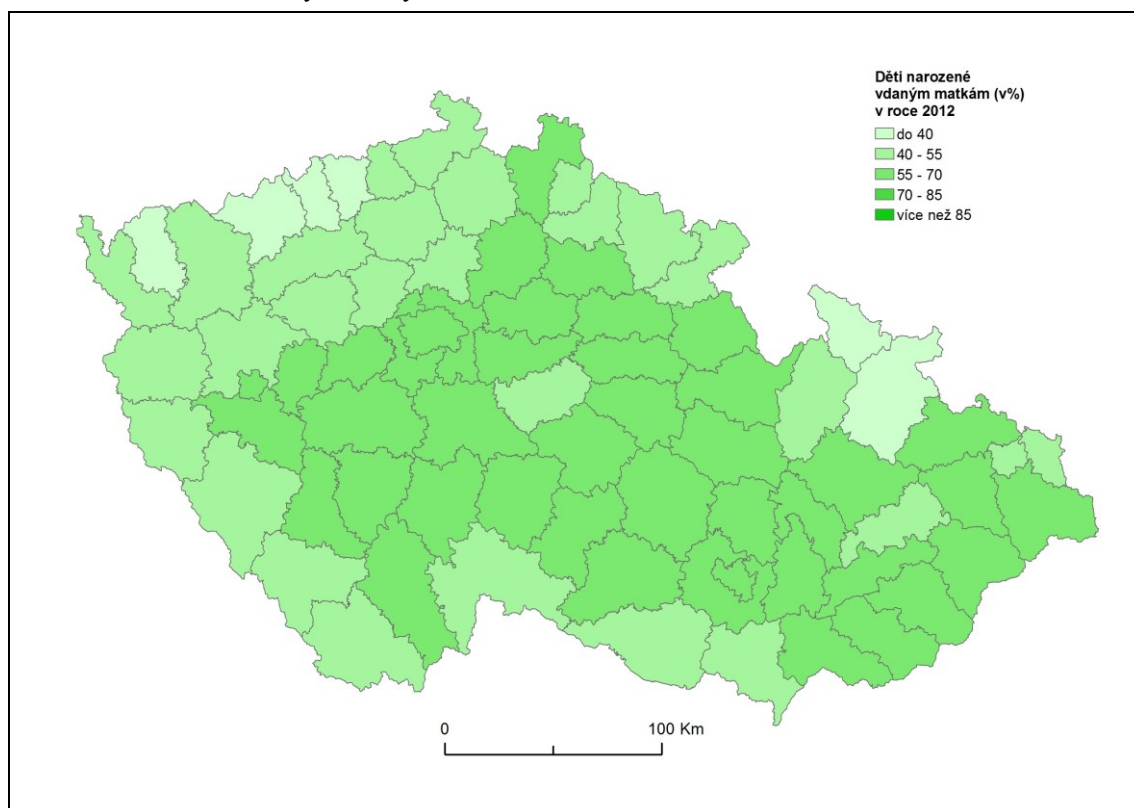 Děti narozené
vdaným matkám (v%)
v roce 2012
do 40
40 - 55
55 - 70
70 - 85
více než 85
0
100 Km